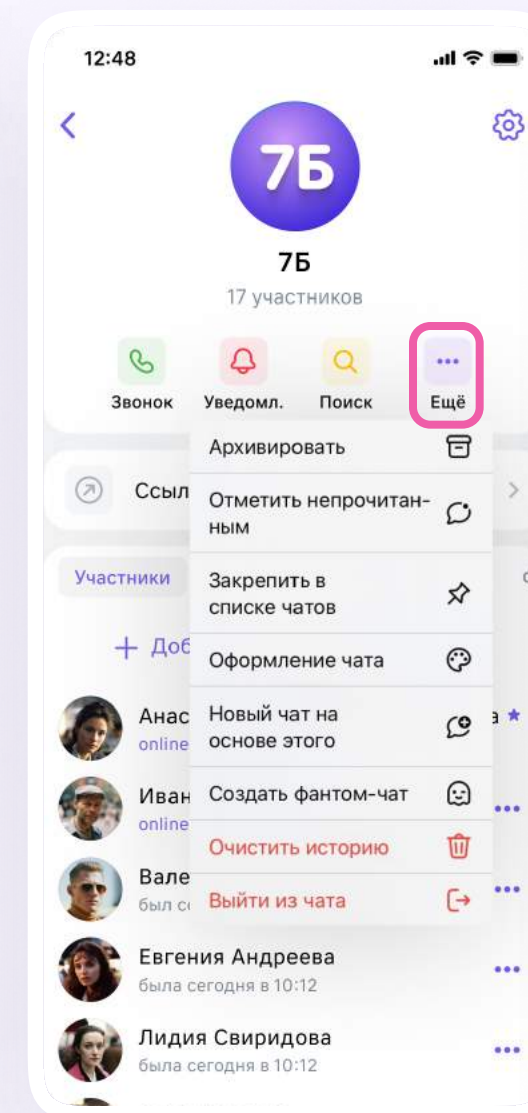 12:48
7Б
7Б
17 участников
Звонок
Уведомл.
Поиск
Ещё
Архивировать
Ссыл
Отметить непрочитан-
ным
Участники
Закрепить в
списке чатов
+ Доб
Оформление чата
Анас
online
Новый чат на
основе этого
а
Иван
online
Создать фантом-чат
Очистить историю
Вале
был с
Выйти из чата
Евгения Андреева
была сегодня в 10:12
Лидия Свиридова
была сегодня в 10:12